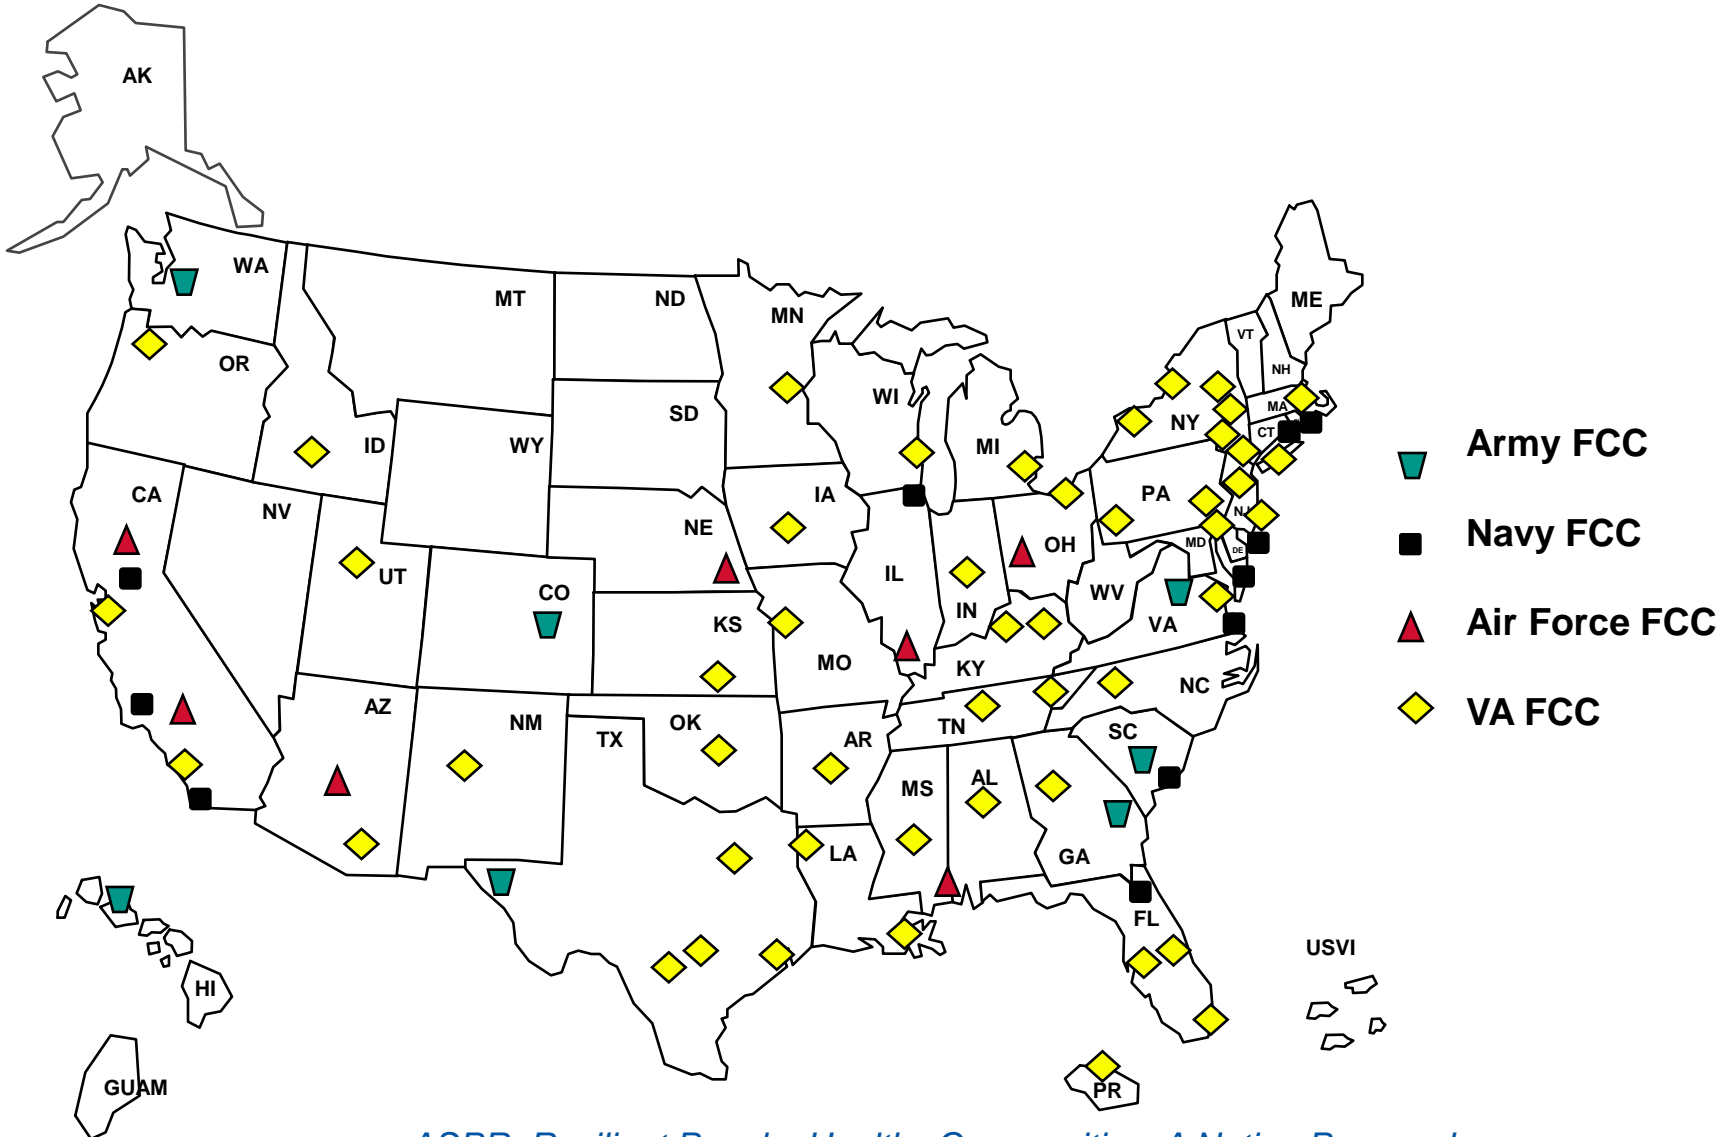 AK
WA
MT
ND
MN
ME
VT
NH
OR
WI
SD
ID
WY
MI
NY
MA
CT
CA
NV
NE
IA
PA
NJ
OH
MD
DE
UT
CO
IL
IN
WV
VA
KS
MO
KY
AZ
NM
OK
TX
AR
TN
NC
SC
MS
AL
LA
GA
FL
HI
GUAM
USVI
PR
Army FCC
Navy FCC
Air Force FCC
VA FCC